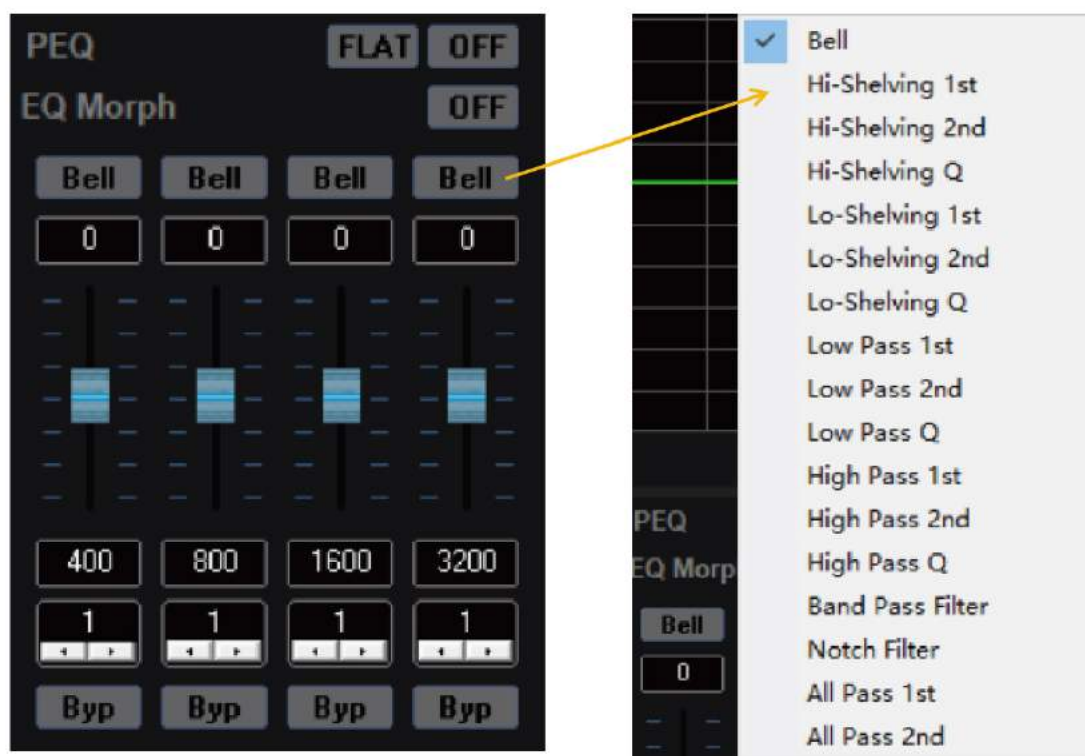 PEQ FLAT OFF
EQ Morph OFF
Bell Bell Bell Bell
0 0 0 0
400 800 1600 3200
1 1 1 1
Byp Byp Byp Byp
Bell
Hi-Shelving 1st
Hi-Shelving 2nd
Hi-Shelving Q
Lo-Shelving 1st
Lo-Shelving 2nd
Lo-Shelving Q
Low Pass 1st
Low Pass 2nd
Low Pass Q
High Pass 1st
High Pass 2nd
High Pass Q
Band Pass Filter
Notch Filter
All Pass 1st
All Pass 2nd
PEQ
EQ Morp
Bell
0